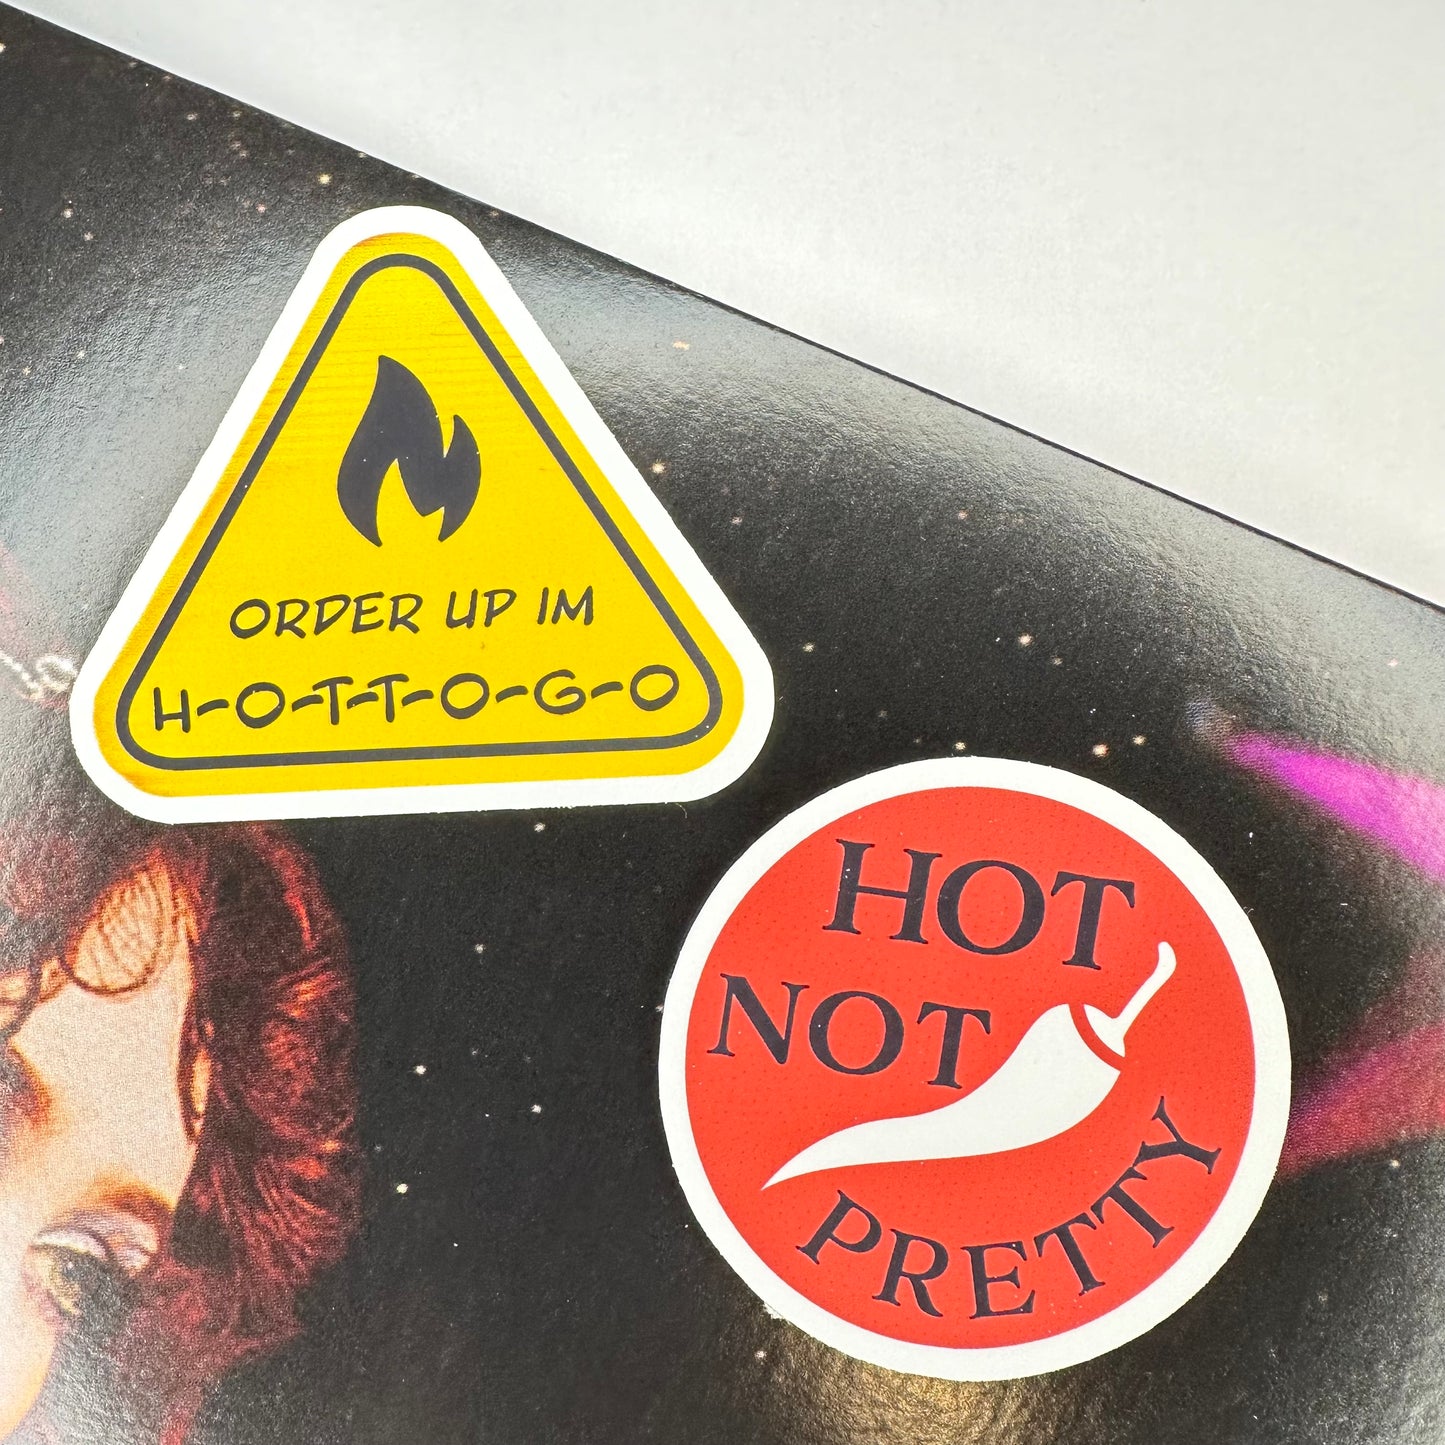 ORDER UP IM
H-O-T-T-O-G-O
HOT
NOT
PRETTY